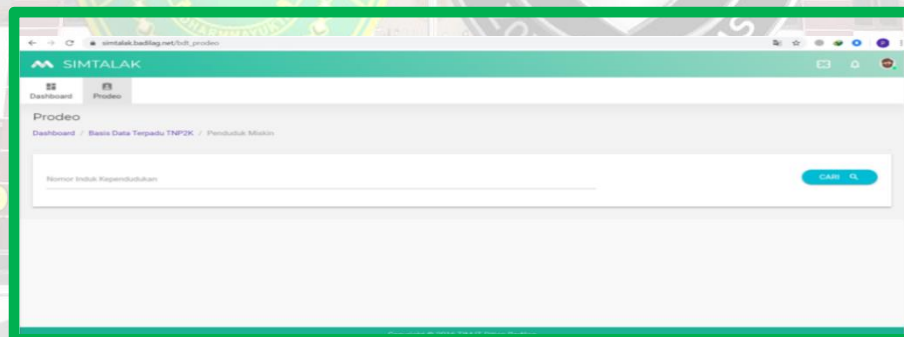 simtalak.badilag.net/bdt_prodeo
SIMTALAK
Dashboard Prodeo
Prodeo
Dashboard / Basis Data Terpadu TNP2K / Penduduk Miskin
Nomor Induk Kependudukan
CARI